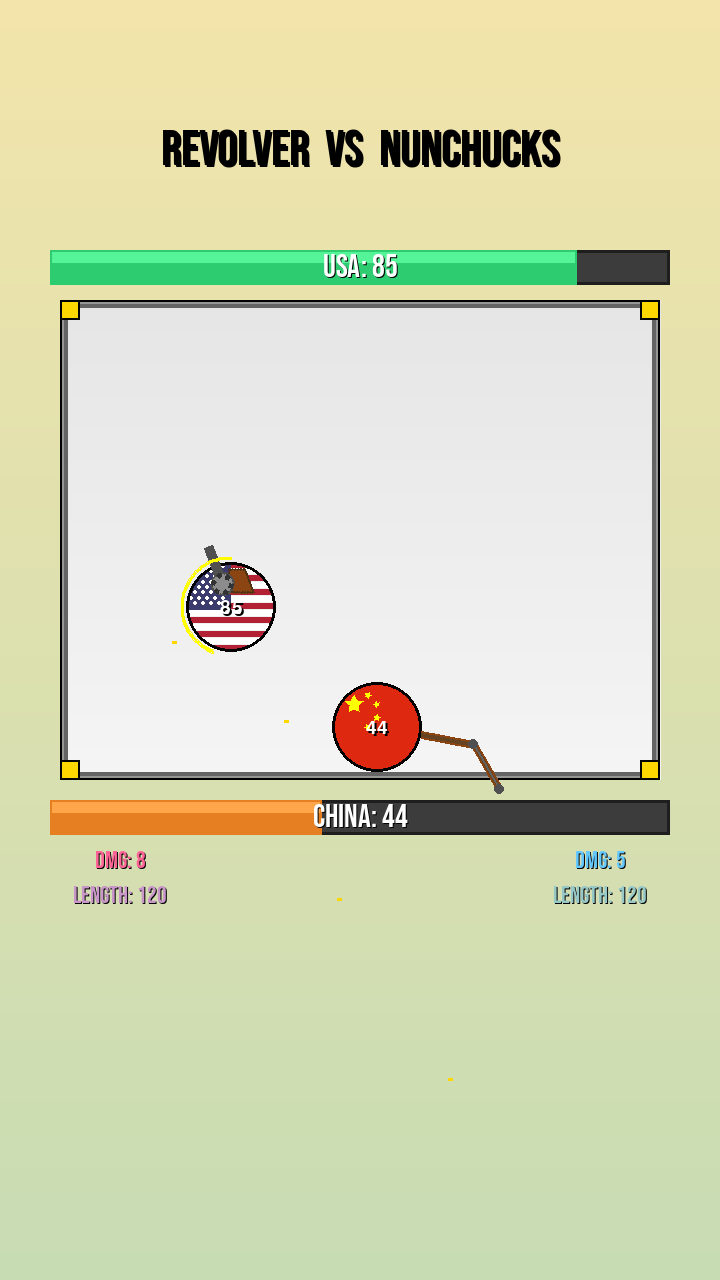 REVOLVER VS NUNCHUCKS
USA: 85
85
44
CHINA: 44
DMG: 8
DMG: 5
LENGTH: 120
LENGTH: 120